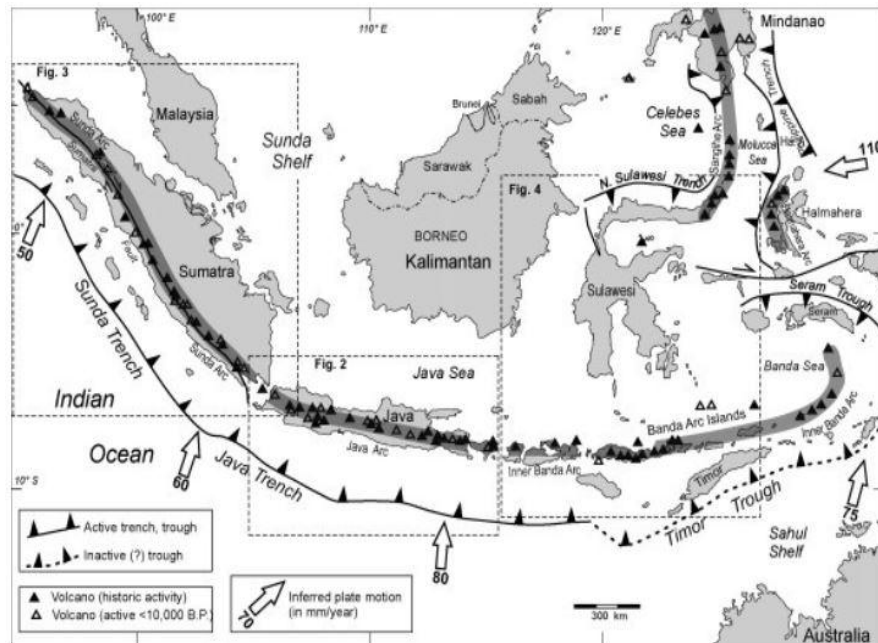 100° E
110° E
120° E
Mindanao
Fig. 3
Malaysia
Sunda
Shelf
Brunei
Sabah
Sarawak
Celebes
Sea
Sangihe Arc
Philippine Trench
Molucca
Sea
110
N. Sulawesi Trench
Fig. 4
Halmahera
Sunda Arc
Sumatra
Fault
50
BORNEO
Kalimantan
Sumatra
Sulawesi
Seram Trough
Seram
Sunda Trench
Sunda Arc
Fig. 2
Java Sea
Banda Sea
Indian
Ocean
Java
Java Arc
Banda Arc Islands
Inner Banda Arc
Inner Banda Arc
10° S
60
Java Trench
Timor
Timor Trough
75
Sahul
Shelf
80
Active trench, trough
Inactive (?) trough
Volcano (historic activity)
Volcano (active <10,000 B.P.)
70
Inferred plate motion
(in mm/year)
300 km
Australia